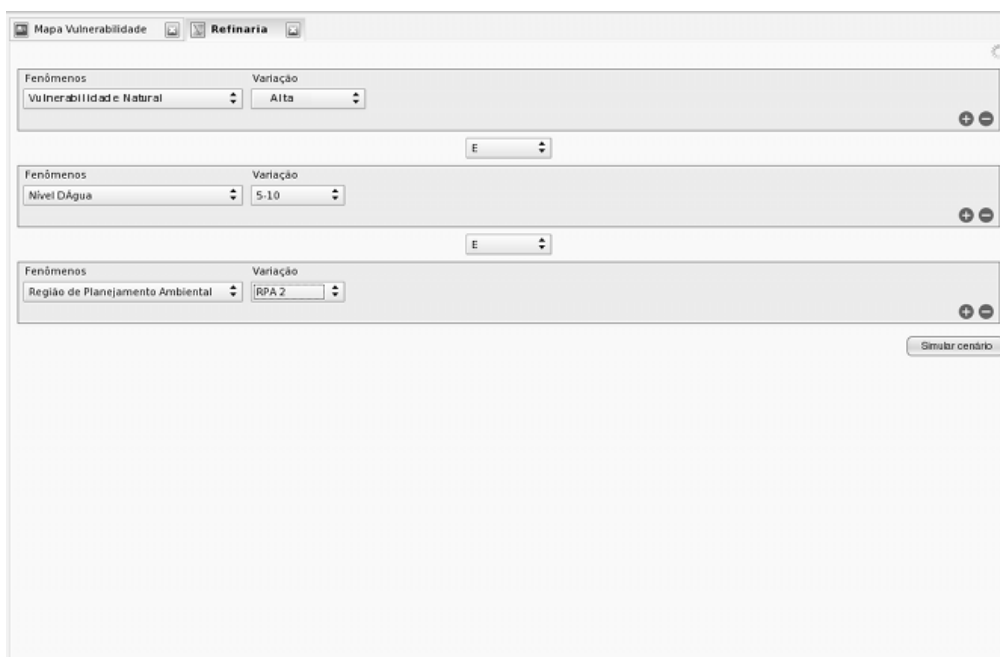 Mapa Vulnerabilidade Refinaria
Fenômenos Variação
Vulnerabilidade Natural Alta
E
Fenômenos Variação
Nível DÁgua 5-10
E
Fenômenos Variação
Região de Planejamento Ambiental RPA 2
Simular cenário